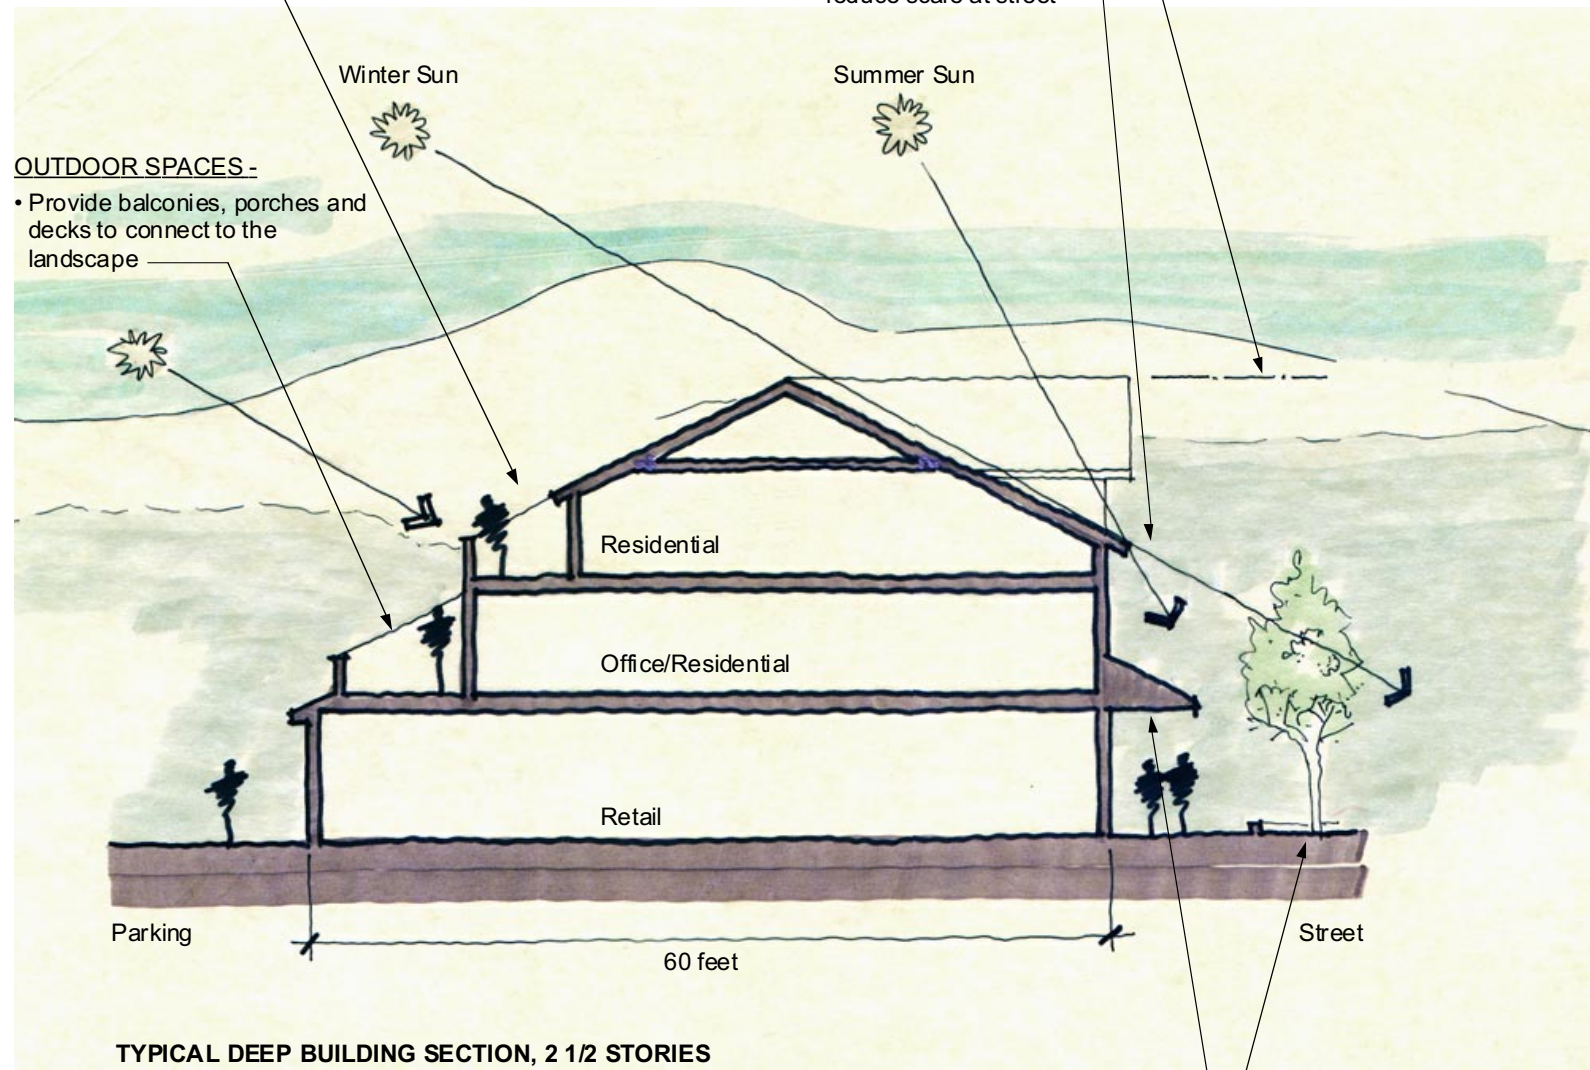 reduce scale at street
Winter Sun
Summer Sun
OUTDOOR SPACES -
• Provide balconies, porches and
decks to connect to the
landscape
Residential
Office/Residential
Retail
Parking
Street
60 feet
TYPICAL DEEP BUILDING SECTION, 2 1/2 STORIES